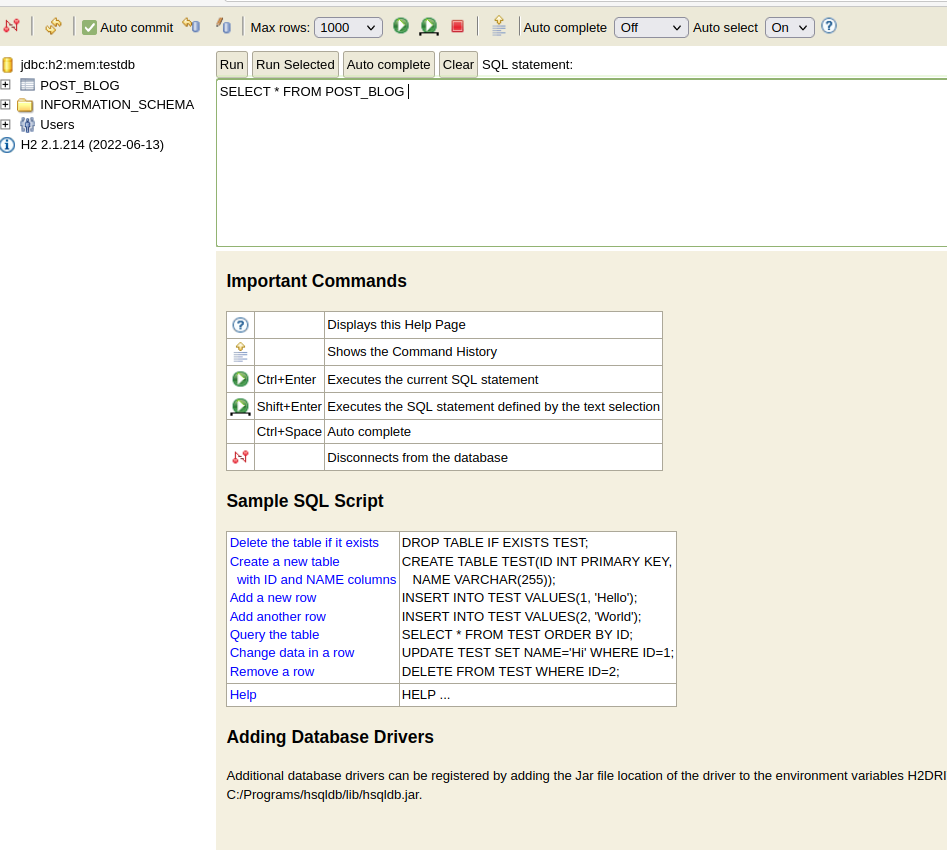 Auto commit Max rows: 1000 Auto complete Off Auto select On
jdbc:h2:mem:testdb
POST_BLOG
INFORMATION_SCHEMA
Users
H2 2.1.214 (2022-06-13)
Run Run Selected Auto complete Clear SQL statement:
SELECT * FROM POST_BLOG
Important Commands
Displays this Help Page
Shows the Command History
Ctrl+Enter Executes the current SQL statement
Shift+Enter Executes the SQL statement defined by the text selection
Ctrl+Space Auto complete
Disconnects from the database
Sample SQL Script
Delete the table if it exists DROP TABLE IF EXISTS TEST;
Create a new table CREATE TABLE TEST(ID INT PRIMARY KEY,
with ID and NAME columns NAME VARCHAR(255));
Add a new row INSERT INTO TEST VALUES(1, 'Hello');
Add another row INSERT INTO TEST VALUES(2, 'World');
Query the table SELECT * FROM TEST ORDER BY ID;
Change data in a row UPDATE TEST SET NAME='Hi' WHERE ID=1;
Remove a row DELETE FROM TEST WHERE ID=2;
Help HELP ...
Adding Database Drivers
Additional database drivers can be registered by adding the Jar file location of the driver to the environment variables H2DRI
C:/Programs/hsqldb/lib/hsqldb.jar.